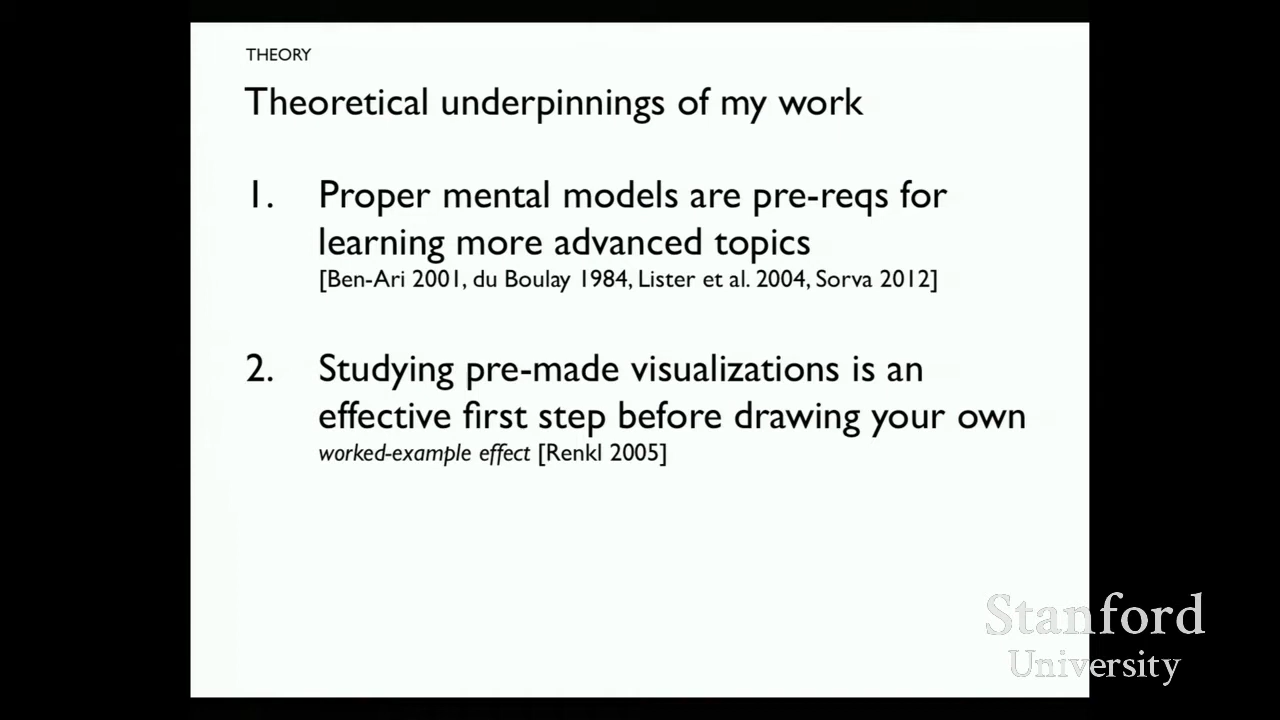 THEORY
Theoretical underpinnings of my work
1. Proper mental models are pre-reqs for
learning more advanced topics
[Ben-Ari 2001, du Boulay 1984, Lister et al. 2004, Sorva 2012]
2. Studying pre-made visualizations is an
effective first step before drawing your own
worked-example effect [Renkl 2005]
Stanford
University